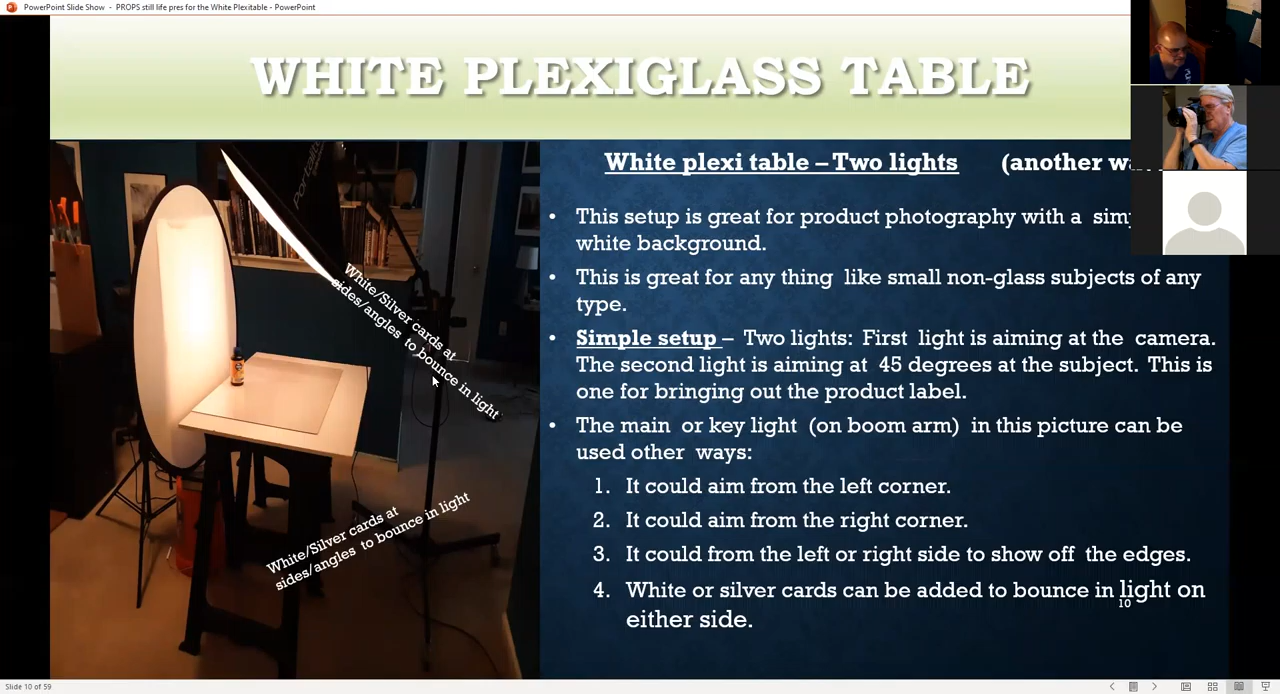 PowerPoint Slide Show - PROPS still life pres for the White Plexitable - PowerPoint
WHITE PLEXIGLASS TABLE
White plexi table – Two lights (another
This setup is great for product photography with a
white background.
This is great for any thing like small non-glass subjects of any
type.
Simple setup – Two lights: First light is aiming at the camera.
The second light is aiming at 45 degrees at the subject. This is
one for bringing out the product label.
The main or key light (on boom arm) in this picture can be
used other ways:
1. It could aim from the left corner.
2. It could aim from the right corner.
3. It could from the left or right side to show off the edges.
4. White or silver cards can be added to bounce in light on
either side.
10
White/Silver cards at
sides/angles to bounce in light
White/Silver cards at
sides/angles to bounce in light
Slide 10 of 59